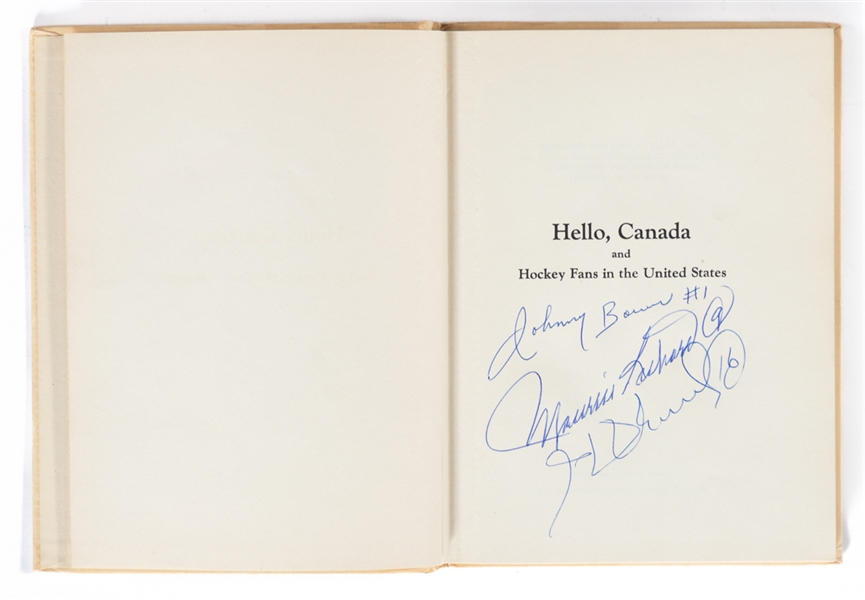 Hello, Canada
and
Hockey Fans in the United States
Johnny Bower #1
Maurice Richard 9
16